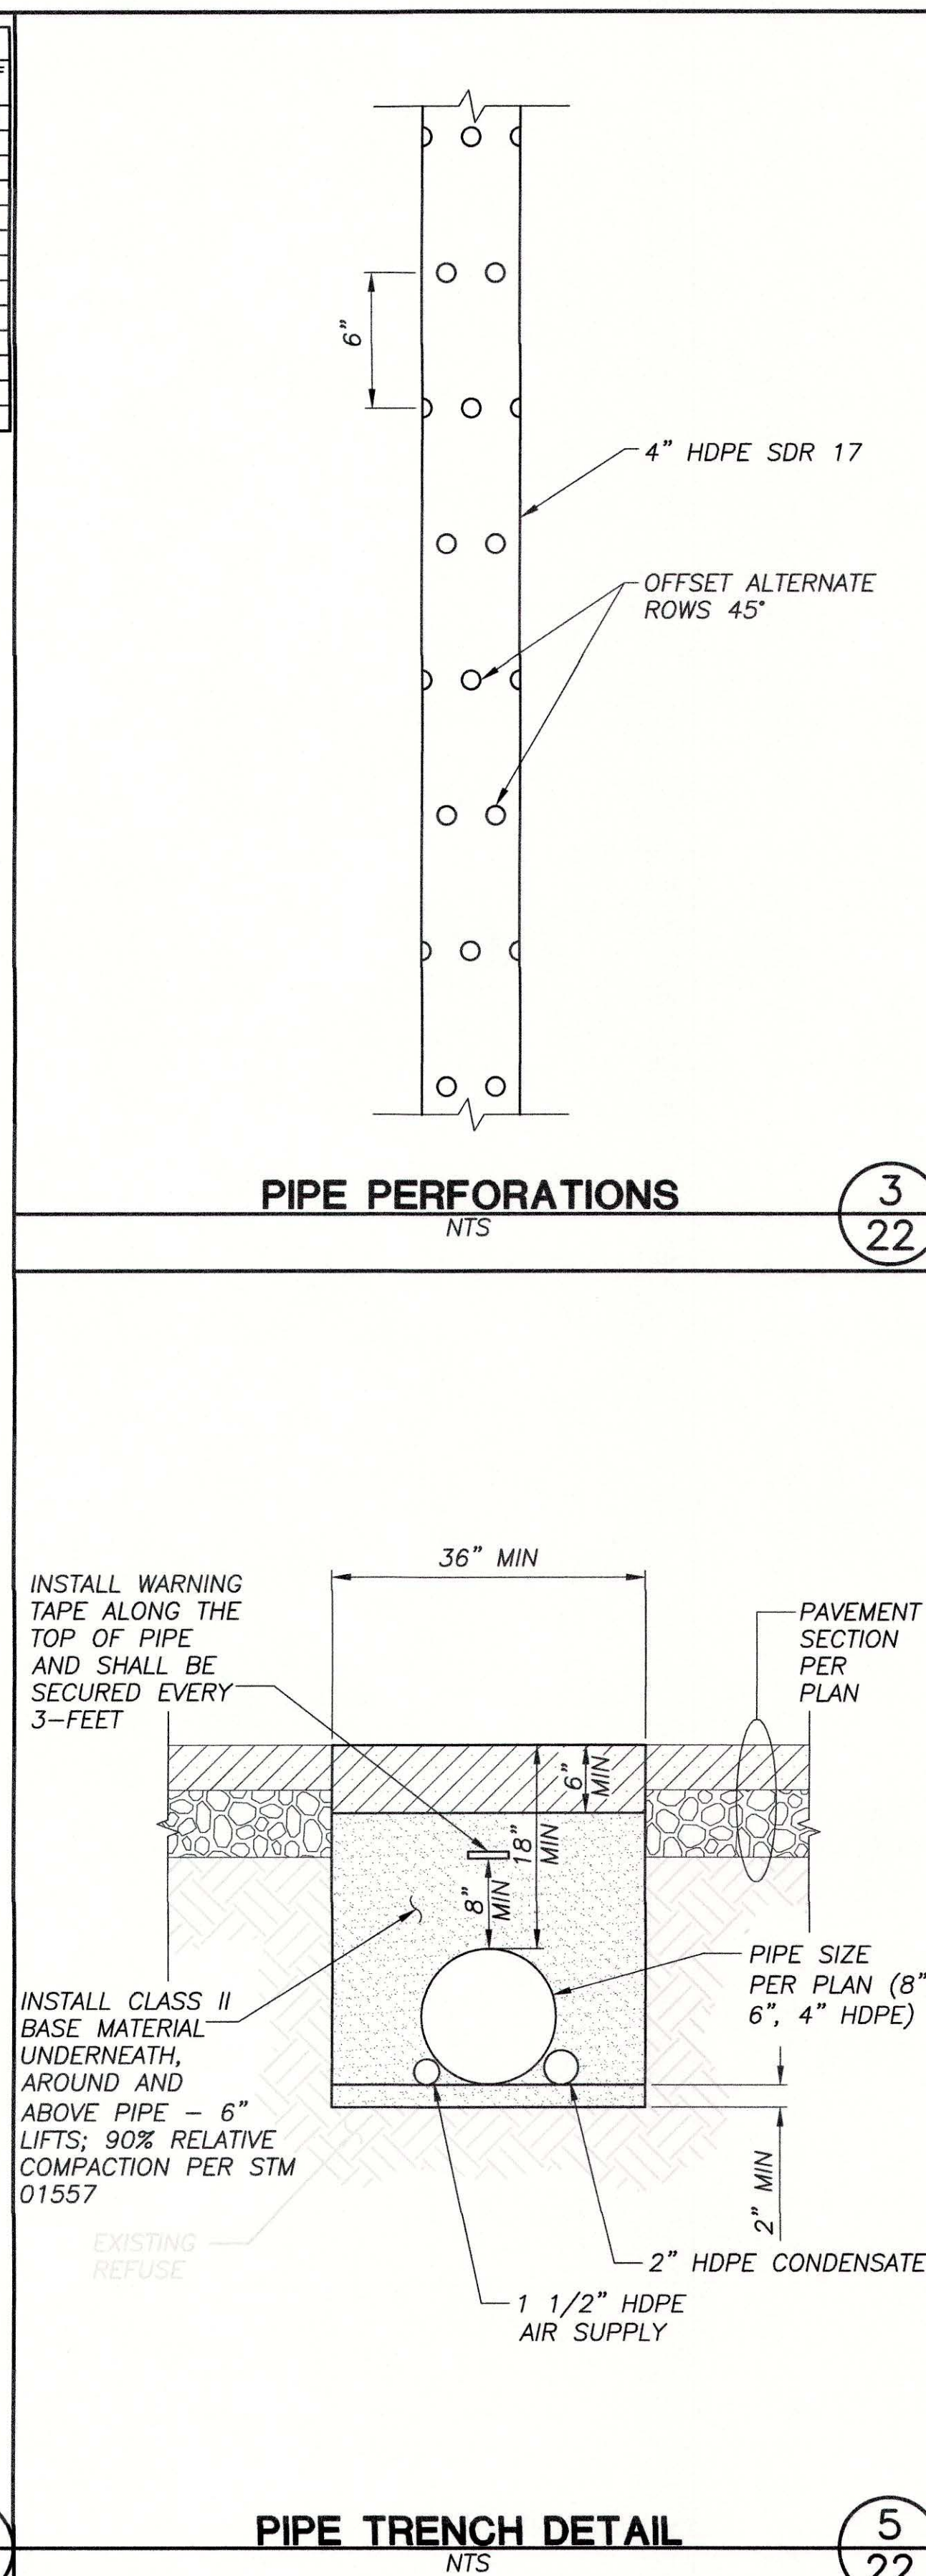 6"
4" HDPE SDR 17
OFFSET ALTERNATE
ROWS 45°
PIPE PERFORATIONS
NTS
3
22
36" MIN
INSTALL WARNING
TAPE ALONG THE
TOP OF PIPE
AND SHALL BE
SECURED EVERY
3-FEET
PAVEMENT
SECTION
PER
PLAN
6"
MIN
18"
MIN
8"
MIN
PIPE SIZE
PER PLAN (8"
6", 4" HDPE)
INSTALL CLASS II
BASE MATERIAL
UNDERNEATH,
AROUND AND
ABOVE PIPE – 6"
LIFTS; 90% RELATIVE
COMPACTION PER STM
01557
2" MIN
EXISTING
REFUSE
2" HDPE CONDENSATE
1 1/2" HDPE
AIR SUPPLY
PIPE TRENCH DETAIL
NTS
5
22